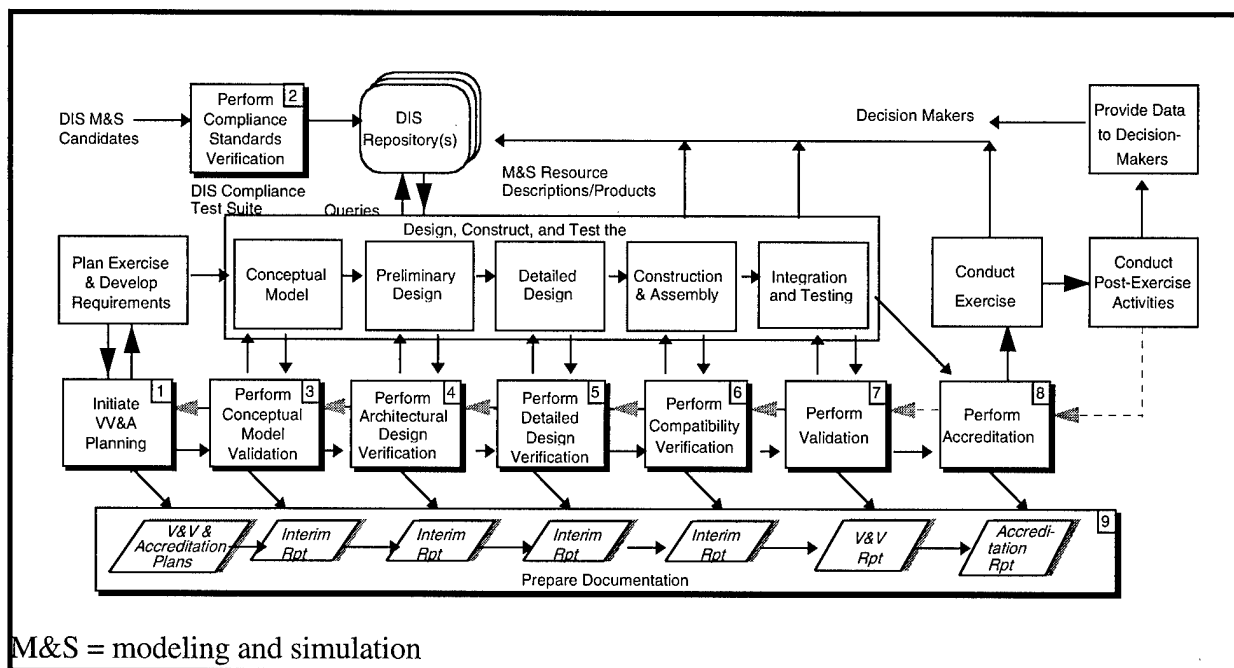 DIS M&S
Candidates
2
Perform
Compliance
Standards
Verification
DIS
Repository(s)
Decision Makers
Provide Data
to Decision-
Makers
DIS Compliance
Test Suite
Queries
M&S Resource
Descriptions/Products
Design, Construct, and Test the
Plan Exercise
& Develop
Requirements
Conceptual
Model
Preliminary
Design
Detailed
Design
Construction
& Assembly
Integration
and Testing
Conduct
Exercise
Conduct
Post-Exercise
Activities
1
Initiate
VV&A
Planning
3
Perform
Conceptual
Model
Validation
4
Perform
Architectural
Design
Verification
5
Perform
Detailed
Design
Verification
6
Perform
Compatibility
Verification
7
Perform
Validation
8
Perform
Accreditation
9
V&V &
Accreditation
Plans
Interim
Rpt
Interim
Rpt
Interim
Rpt
Interim
Rpt
V&V
Rpt
Accredi-
tation
Rpt
Prepare Documentation
M&S = modeling and simulation